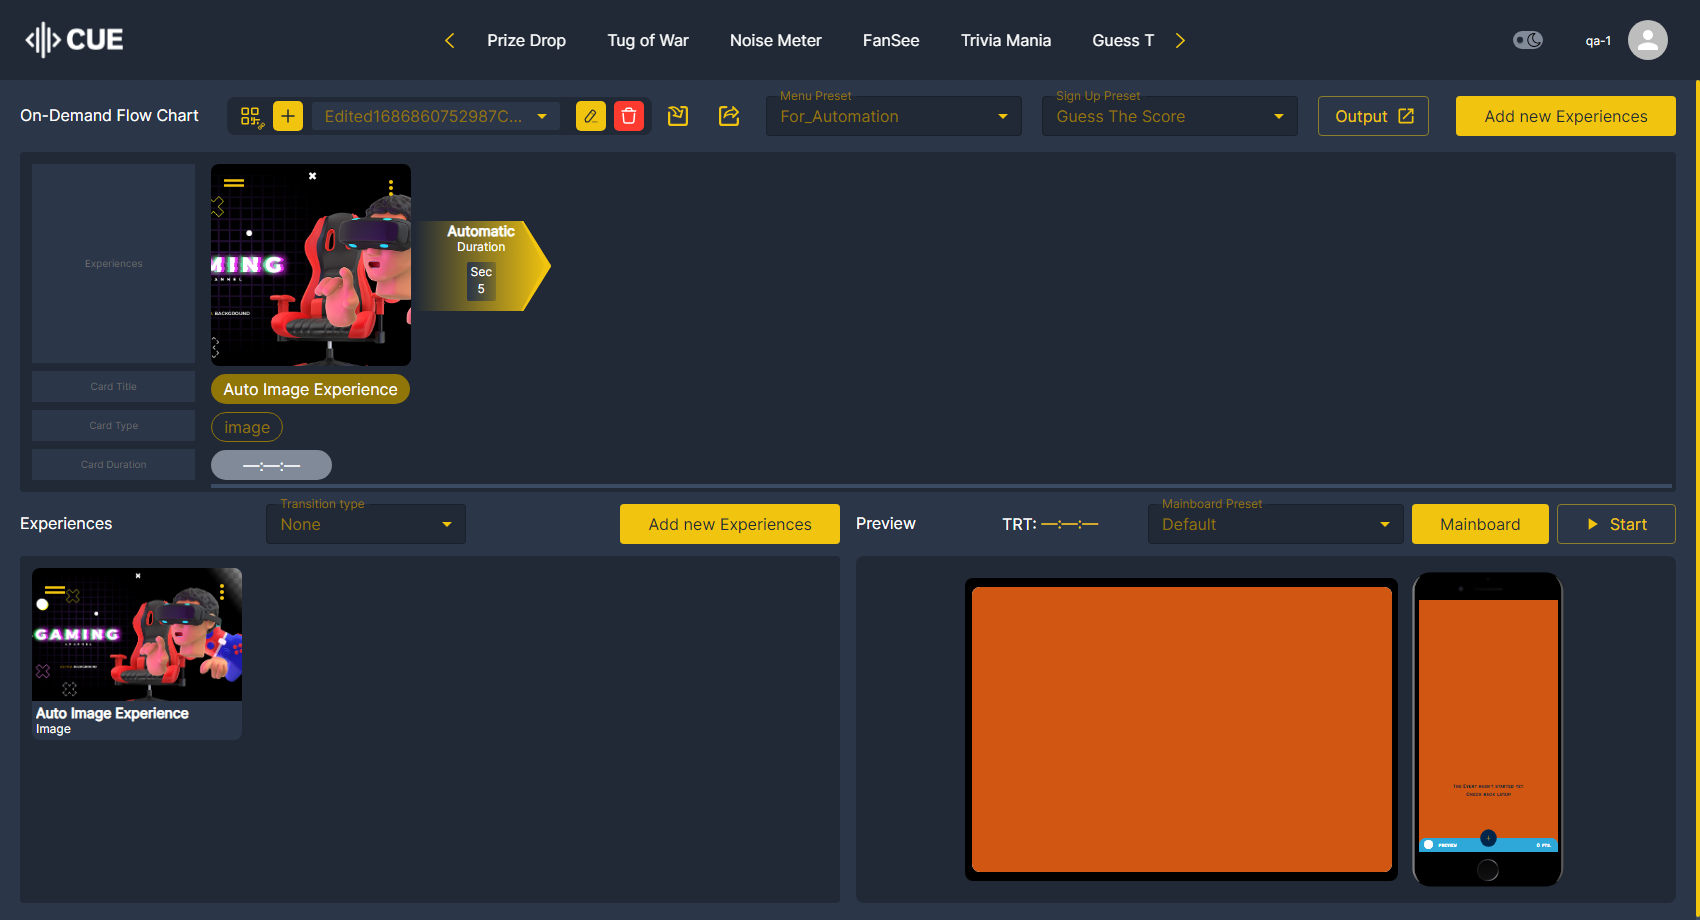 CUE
Prize Drop
Tug of War
Noise Meter
FanSee
Trivia Mania
Guess T
qa-1
On-Demand Flow Chart
Edited1686860752987C...
Menu Preset
For_Automation
Sign Up Preset
Guess The Score
Output
Add new Experiences
Experiences
MING
ANNEL
BACKGROUND
Automatic
Duration
Sec
5
Card Title
Auto Image Experience
Card Type
image
Card Duration
—:—:—
Experiences
Transition type
None
Add new Experiences
Preview
TRT: —:—:—
Mainboard Preset
Default
Mainboard
Start
GAMING
CHANNEL
BACKGROUND
Auto Image Experience
Image
The Event hasn't started yet.
Check back later!
PREVIEW
0 PTS.